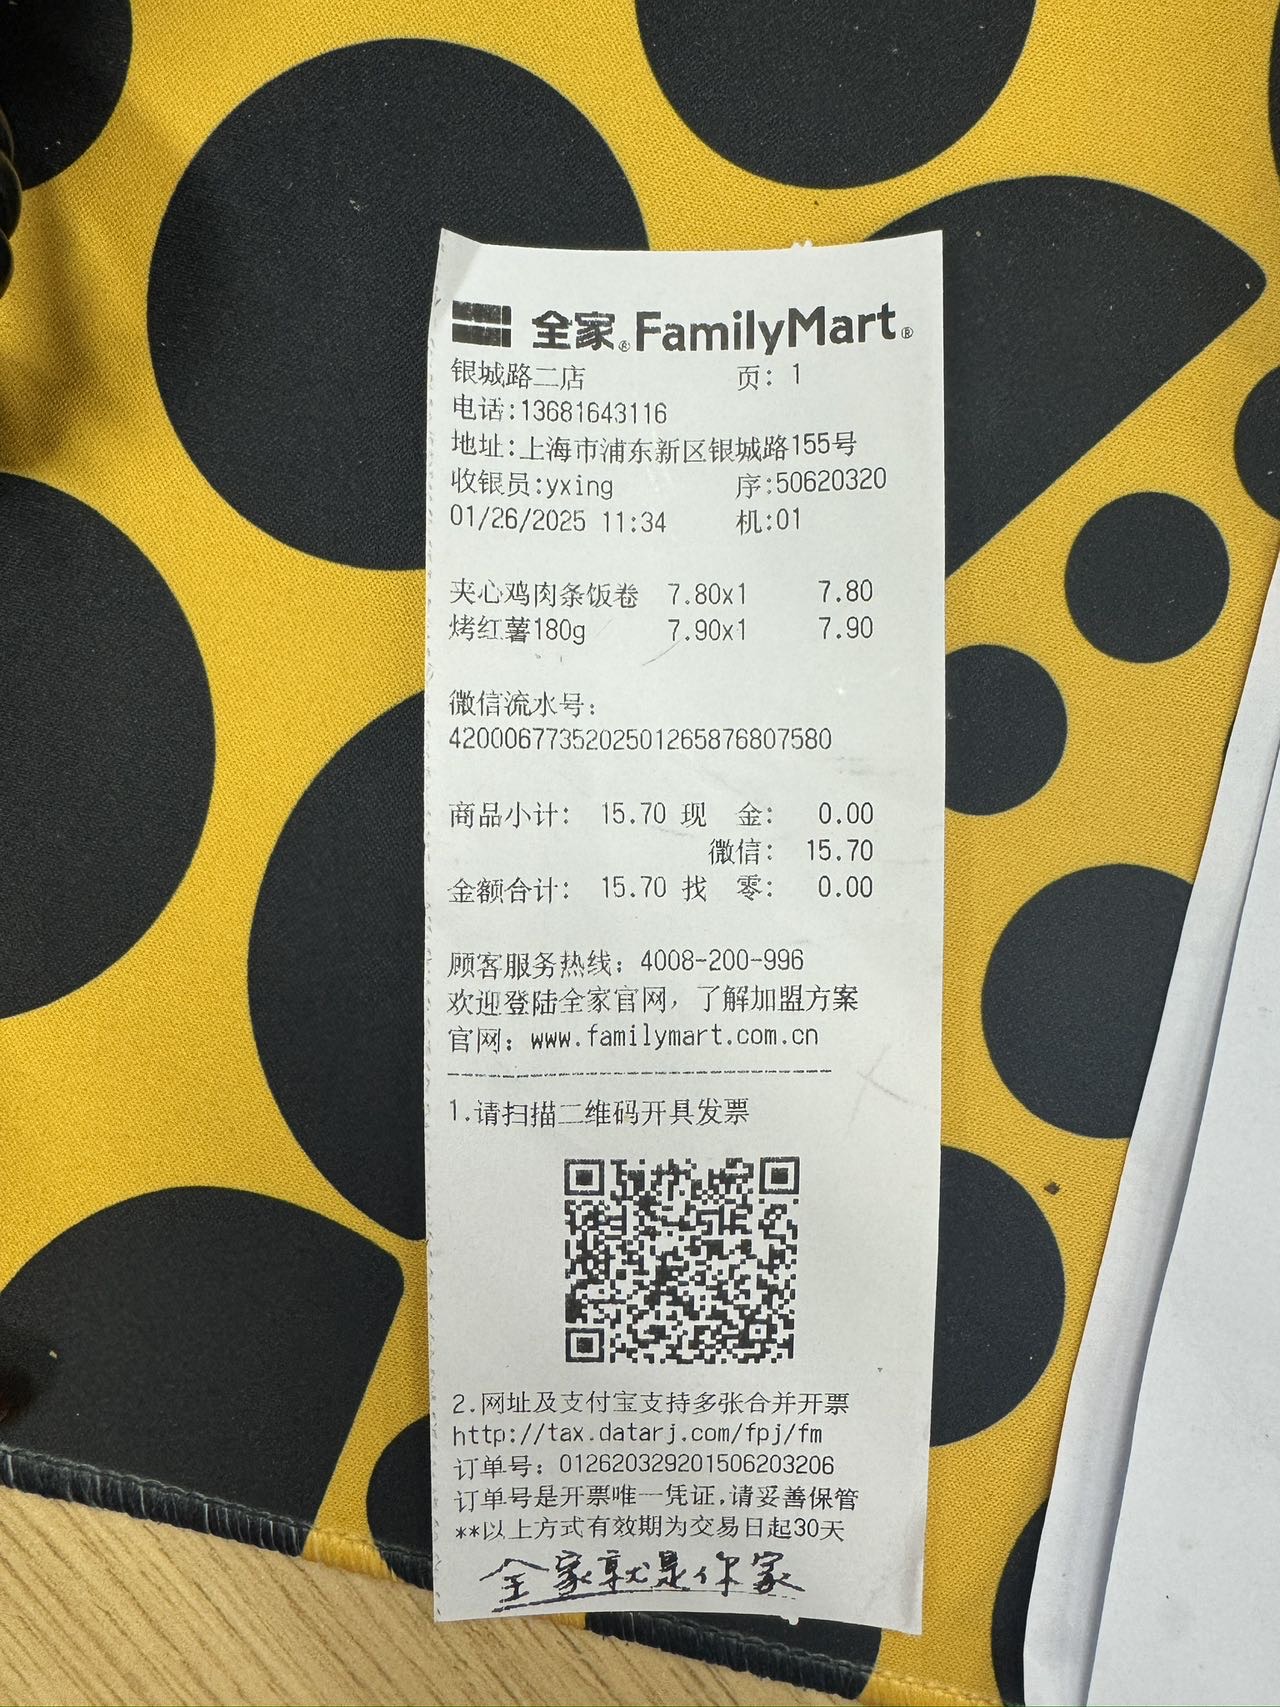 全家®FamilyMart®
银城路二店 页: 1
电话:13681643116
地址:上海市浦东新区银城路155号
收银员:yxing 序:50620320
01/26/2025 11:34 机:01
夹心鸡肉条饭卷 7.80x1 7.80
烤红薯180g 7.90x1 7.90
微信流水号:
4200067735202501265876807580
商品小计: 15.70 现 金: 0.00
微信: 15.70
金额合计: 15.70 找 零: 0.00
顾客服务热线: 4008-200-996
欢迎登陆全家官网,了解加盟方案
官网: www.familymart.com.cn
1.请扫描二维码开具发票
2.网址及支付宝支持多张合并开票
http://tax.datarj.com/fpj/fm
订单号: 012620329201506203206
订单号是开票唯一凭证,请妥善保管
**以上方式有效期为交易日起30天
全家就是你家